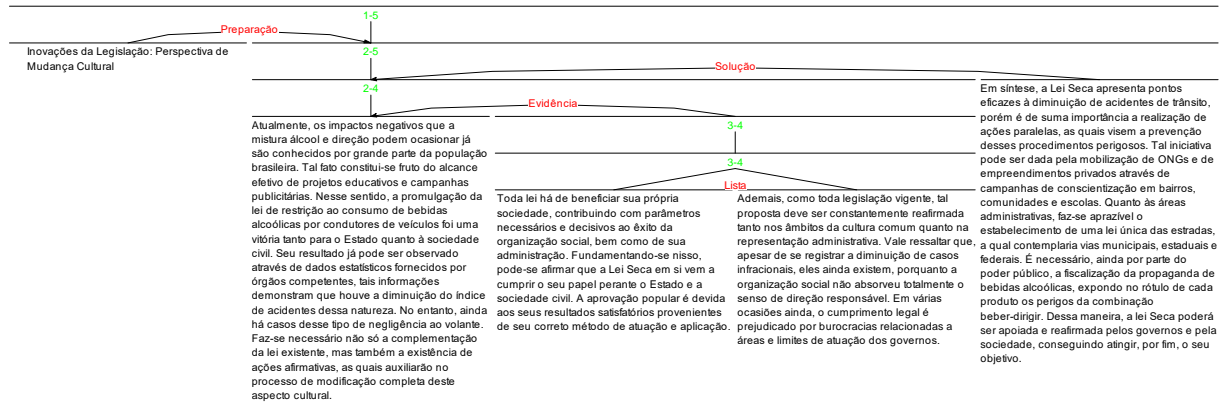 1-5
Preparação
Inovações da Legislação: Perspectiva de
Mudança Cultural
2-5
Solução
2-4
Evidência
Atualmente, os impactos negativos que a
mistura álcool e direção podem ocasionar já
são conhecidos por grande parte da população
brasileira. Tal fato constitui-se fruto do alcance
efetivo de projetos educativos e campanhas
publicitárias. Nesse sentido, a promulgação da
lei de restrição ao consumo de bebidas
alcoólicas por condutores de veículos foi uma
vitória tanto para o Estado quanto à sociedade
civil. Seu resultado já pode ser observado
através de dados estatísticos fornecidos por
órgãos competentes, tais informações
demonstram que houve a diminuição do índice
de acidentes dessa natureza. No entanto, ainda
há casos desse tipo de negligência ao volante.
Faz-se necessário não só a complementação
da lei existente, mas também a existência de
ações afirmativas, as quais auxiliarão no
processo de modificação completa deste
aspecto cultural.
3-4
3-4
Lista
Toda lei há de beneficiar sua própria
sociedade, contribuindo com parâmetros
necessários e decisivos ao êxito da
organização social, bem como de sua
administração. Fundamentando-se nisso,
pode-se afirmar que a Lei Seca em si vem a
cumprir o seu papel perante o Estado e a
sociedade civil. A aprovação popular é devida
aos seus resultados satisfatórios provenientes
de seu correto método de atuação e aplicação.
Ademais, como toda legislação vigente, tal
proposta deve ser constantemente reafirmada
tanto nos âmbitos da cultura comum quanto na
representação administrativa. Vale ressaltar que,
apesar de se registrar a diminuição de casos
infracionais, eles ainda existem, porquanto a
organização social não absorveu totalmente o
senso de direção responsável. Em várias
ocasiões ainda, o cumprimento legal é
prejudicado por burocracias relacionadas a
áreas e limites de atuação dos governos.
Em síntese, a Lei Seca apresenta pontos
eficazes à diminuição de acidentes de trânsito,
porém é de suma importância a realização de
ações paralelas, as quais visem a prevenção
desses procedimentos perigosos. Tal iniciativa
pode ser dada pela mobilização de ONGs e de
empreendimentos privados através de
campanhas de conscientização em bairros,
comunidades e escolas. Quanto às áreas
administrativas, faz-se aprazível o
estabelecimento de uma lei única das estradas,
a qual contemplaria vias municipais, estaduais e
federais. É necessário, ainda por parte do
poder público, a fiscalização da propaganda de
bebidas alcoólicas, expondo no rótulo de cada
produto os perigos da combinação
beber-dirigir. Dessa maneira, a lei Seca poderá
ser apoiada e reafirmada pelos governos e pela
sociedade, conseguindo atingir, por fim, o seu
objetivo.